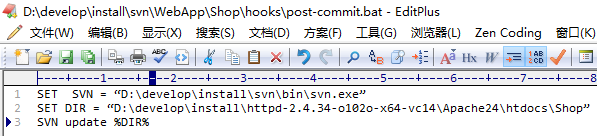 D:\develop\install\svn\WebApp\Shop\hooks\post-commit.bat - EditPlus
文件(W) 编辑(B) 显示(X) 搜索(S) 文档(D) 方案(F) 工具(G) 浏览器(L) Zen Coding 窗口(K)
----+----1----+----2----+----3----+----4----+----5----+----6----+----7----+----8
1 SET  SVN = “D:\develop\install\svn\bin\svn.exe”
2 SET DIR = “D:\develop\install\httpd-2.4.34-o102o-x64-vc14\Apache24\htdocs\Shop”
3 SVN update %DIR%